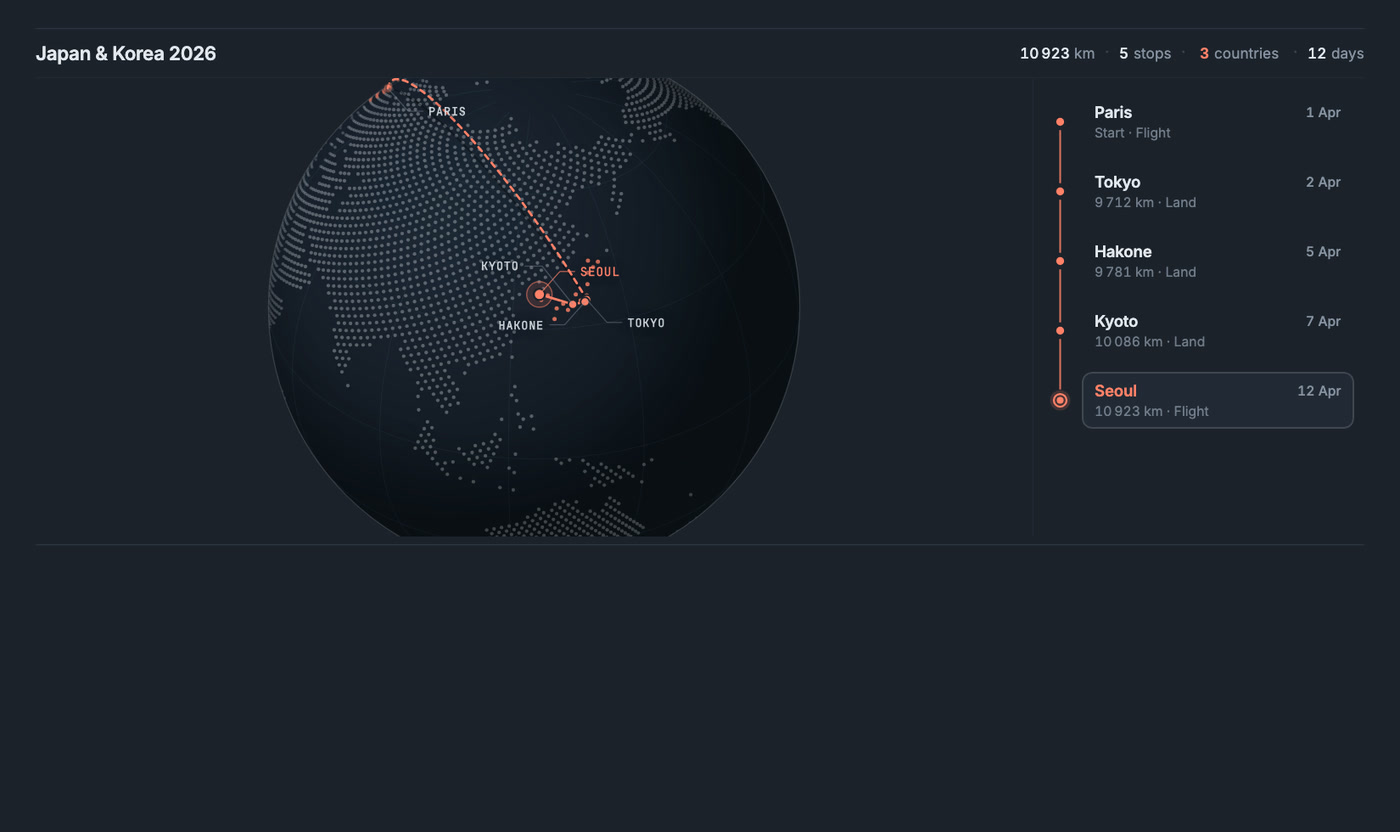 Japan & Korea 2026
10 923 km · 5 stops · 3 countries · 12 days
PARIS
KYOTO
SEOUL
HAKONE
TOKYO
Paris 1 Apr
Start · Flight
Tokyo 2 Apr
9 712 km · Land
Hakone 5 Apr
9 781 km · Land
Kyoto 7 Apr
10 086 km · Land
Seoul 12 Apr
10 923 km · Flight